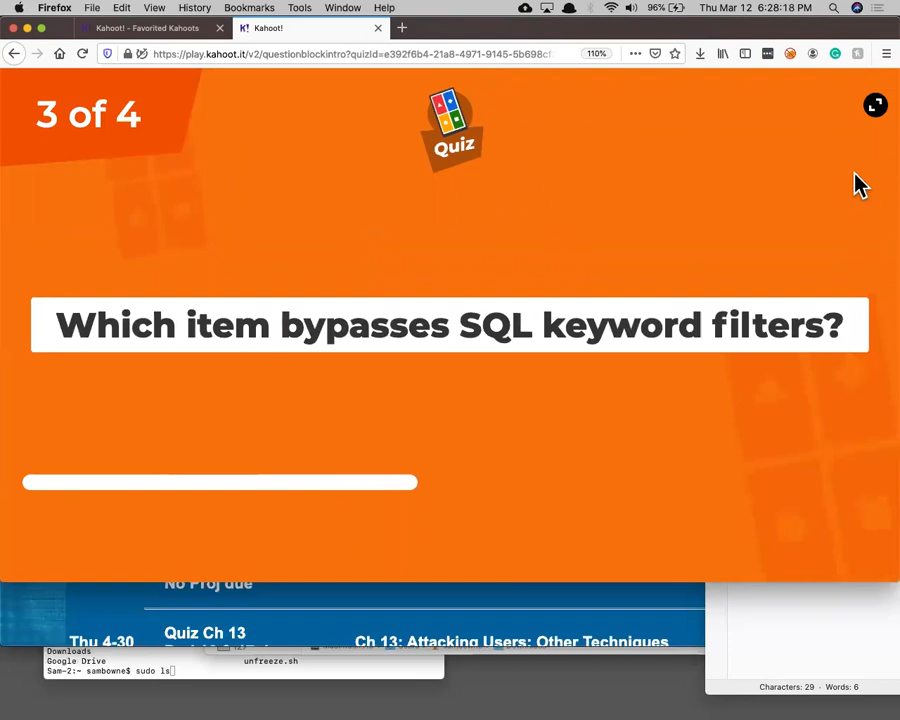 Firefox File Edit View History Bookmarks Tools Window Help 96% Thu Mar 12 6:28:18 PM
Kahoot! - Favorited Kahoots
K! Kahoot!
https://play.kahoot.it/v2/questionblockintro?quizId=e392f6b4-21a8-4971-9145-5b698c 110%
3 of 4
Quiz
Which item bypasses SQL keyword filters?
No Proj due
Quiz Ch 13
Thu 4-30 Ch 13: Attacking Users: Other Techniques
Downloads
Google Drive unfreeze.sh
Sam-2:~ sambowne$ sudo ls
Characters: 29 · Words: 6